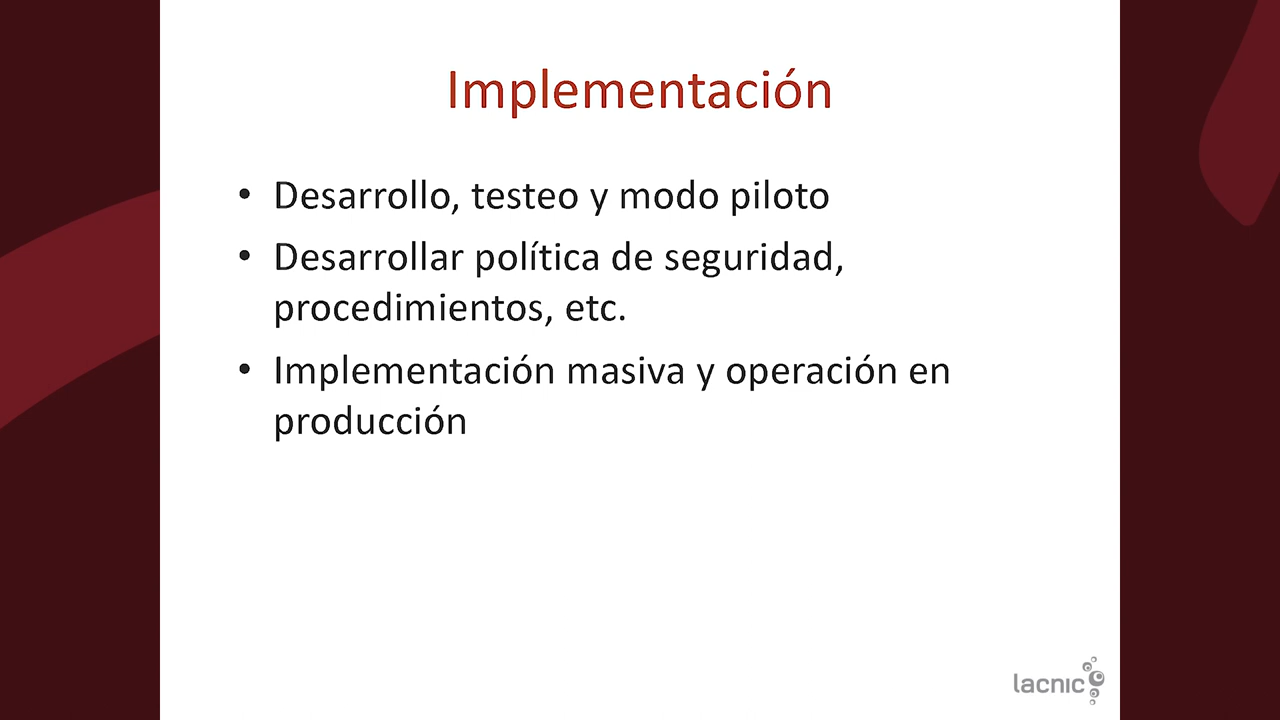 Implementación
• Desarrollo, testeo y modo piloto
• Desarrollar política de seguridad,
procedimientos, etc.
• Implementación masiva y operación en
producción
lacnic